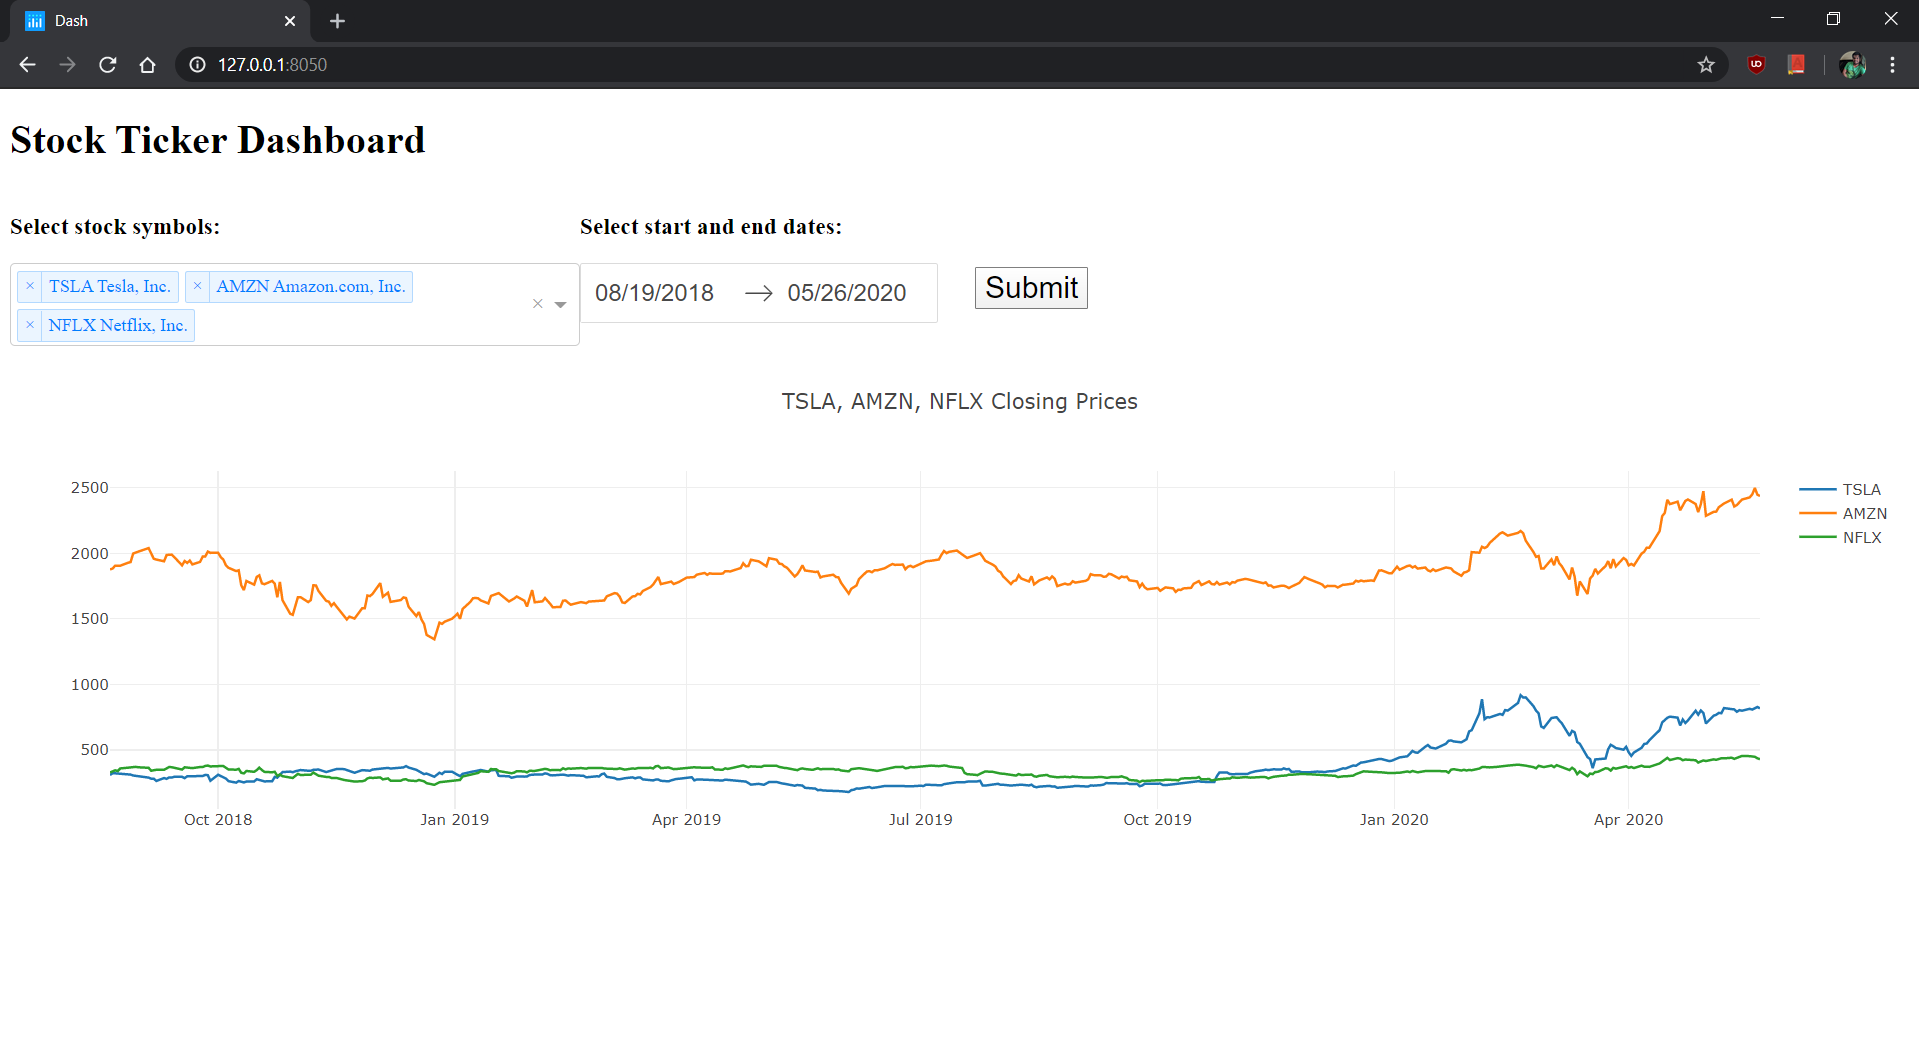 Dash
127.0.0.1:8050
Stock Ticker Dashboard
Select stock symbols:
Select start and end dates:
× TSLA Tesla, Inc. × AMZN Amazon.com, Inc.
× NFLX Netflix, Inc.
08/19/2018 → 05/26/2020
Submit
TSLA, AMZN, NFLX Closing Prices
2500
2000
1500
1000
500
Oct 2018 Jan 2019 Apr 2019 Jul 2019 Oct 2019 Jan 2020 Apr 2020
TSLA
AMZN
NFLX